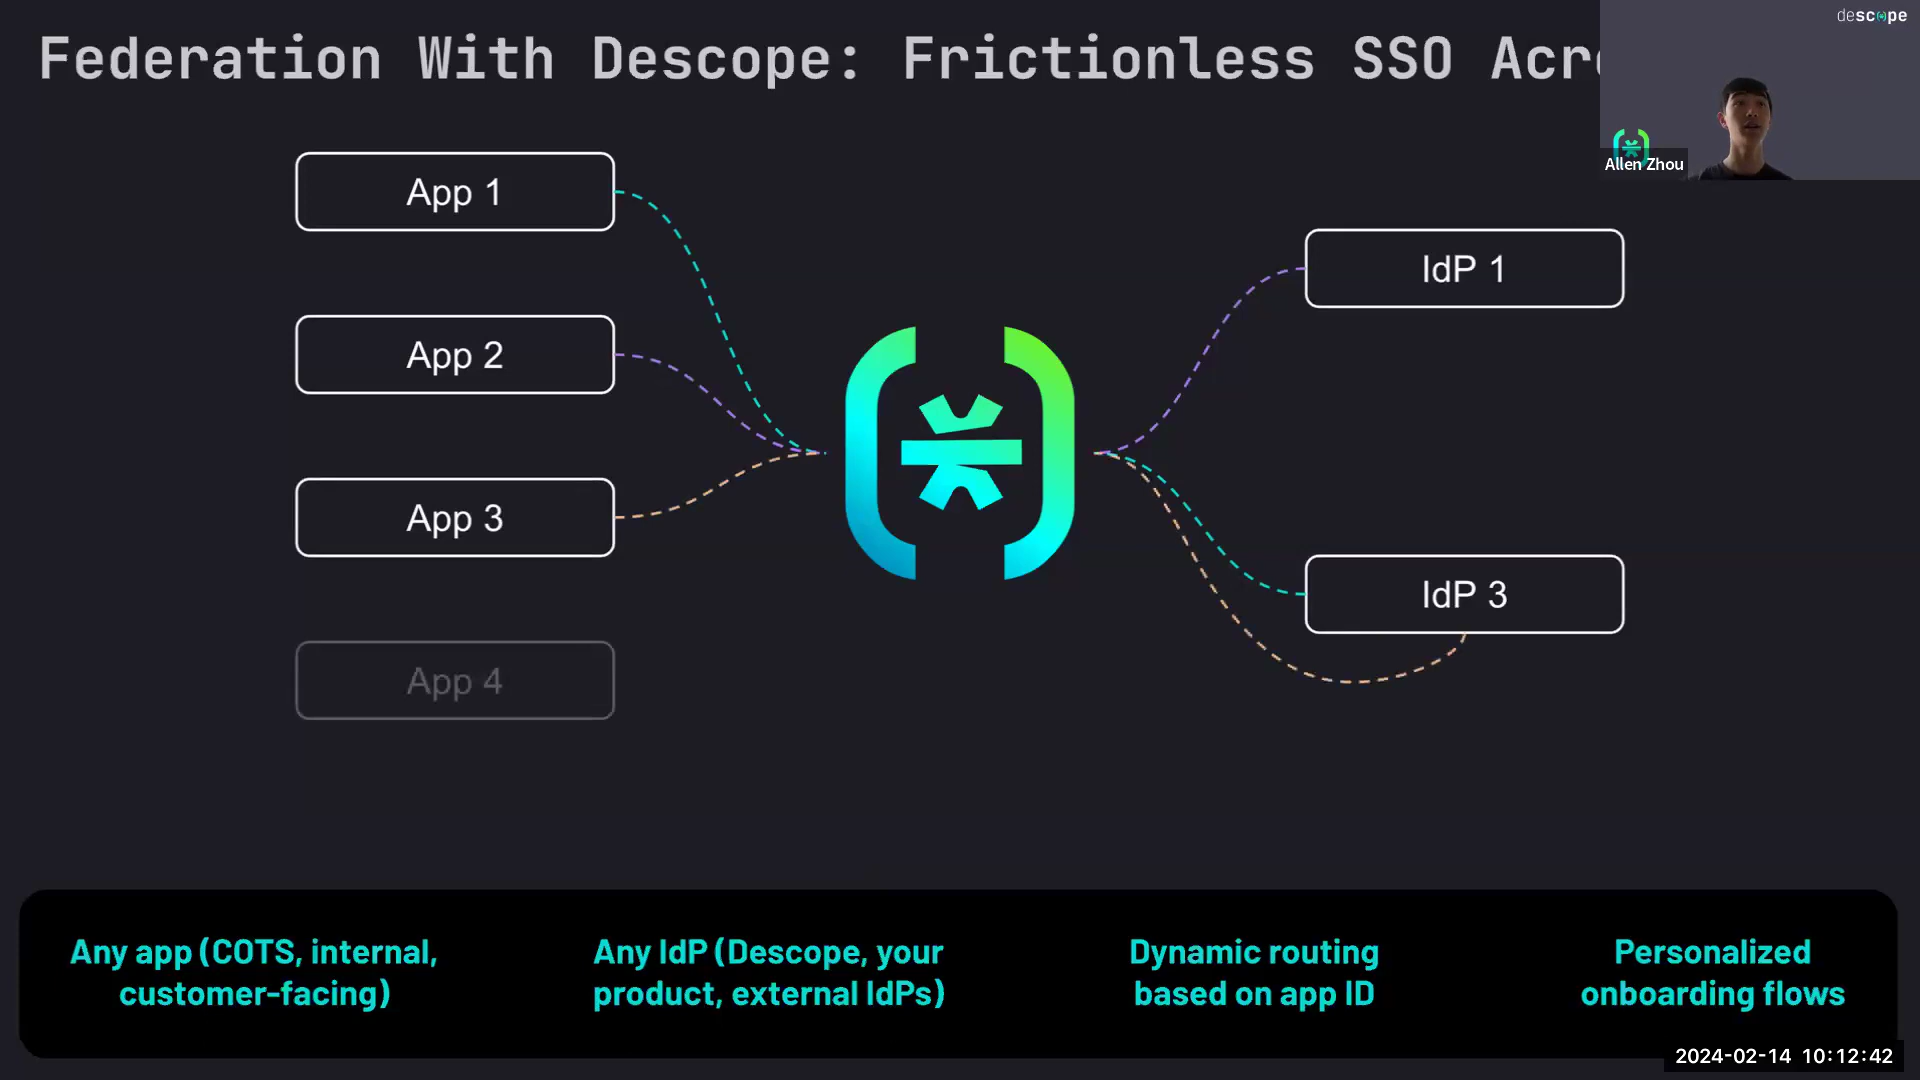 Federation With Descope: Frictionless SSO Acr
descope
Allen Zhou
App 1
App 2
App 3
App 4
IdP 1
IdP 3
Any app (COTS, internal,
customer-facing)
Any IdP (Descope, your
product, external IdPs)
Dynamic routing
based on app ID
Personalized
onboarding flows
2024-02-14 10:12:42